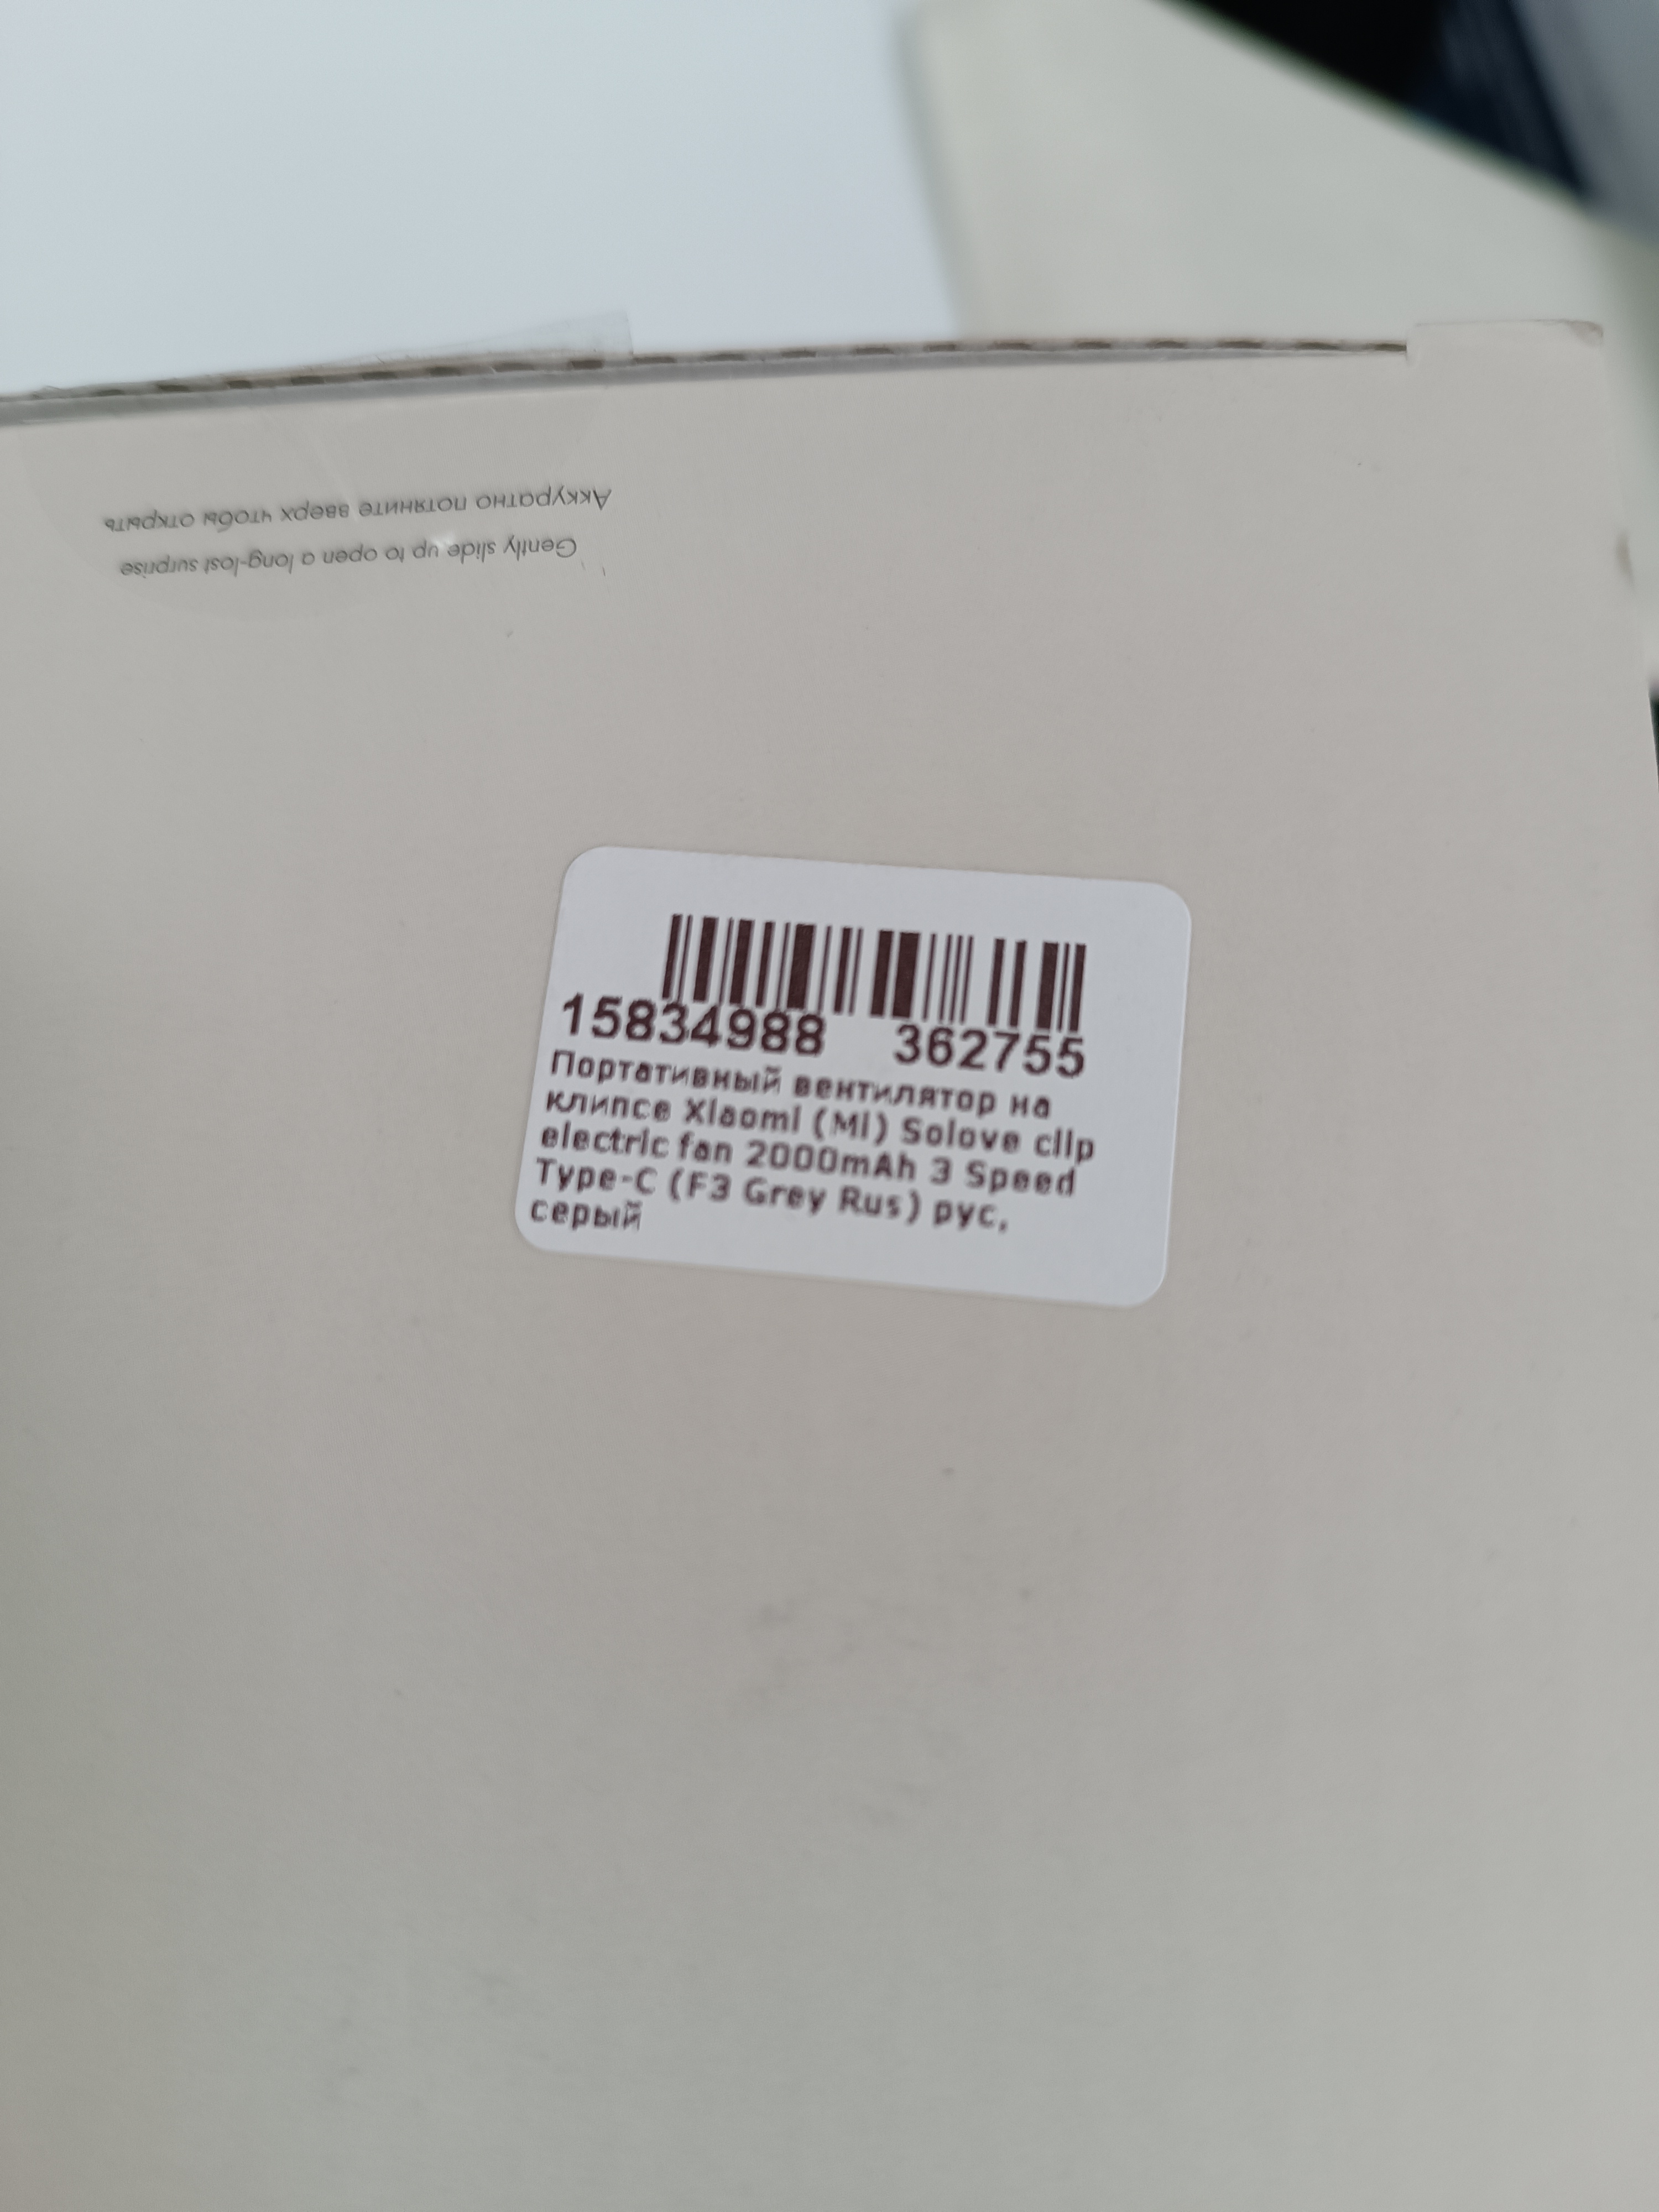 Аккуратно потяните вверх чтобы открыть
Gently slide up to open a long-lost surprise
15834988 362755
Портативный вентилятор на
клипсе Xiaomi (Mi) Solove clip
electric fan 2000mAh 3 Speed
Type-C (F3 Grey Rus) рус,
серый